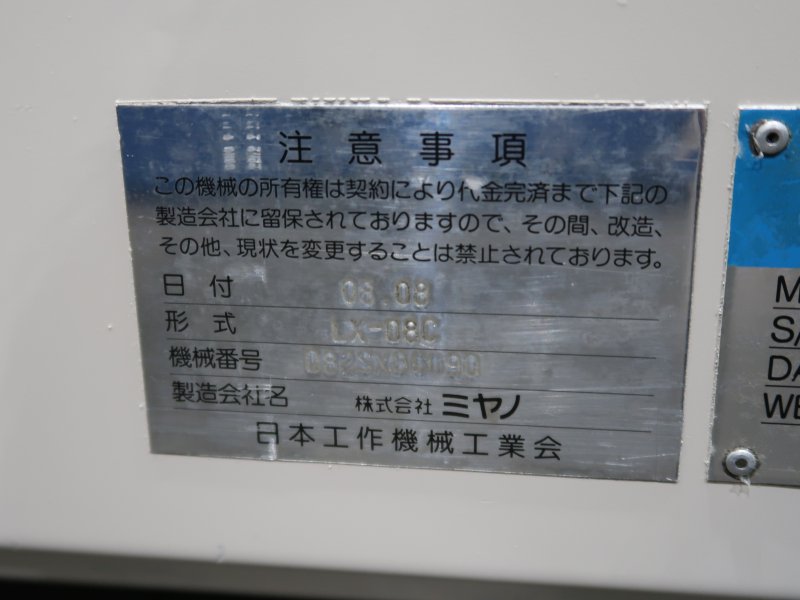 注意事項
この機械の所有権は契約により代金完済まで下記の
製造会社に留保されておりますので、その間、改造、
その他、現状を変更することは禁止されております。
日付 08.08
形式 LX-08C
機械番号
製造会社名 株式会社 ミヤノ
日本工作機械工業会